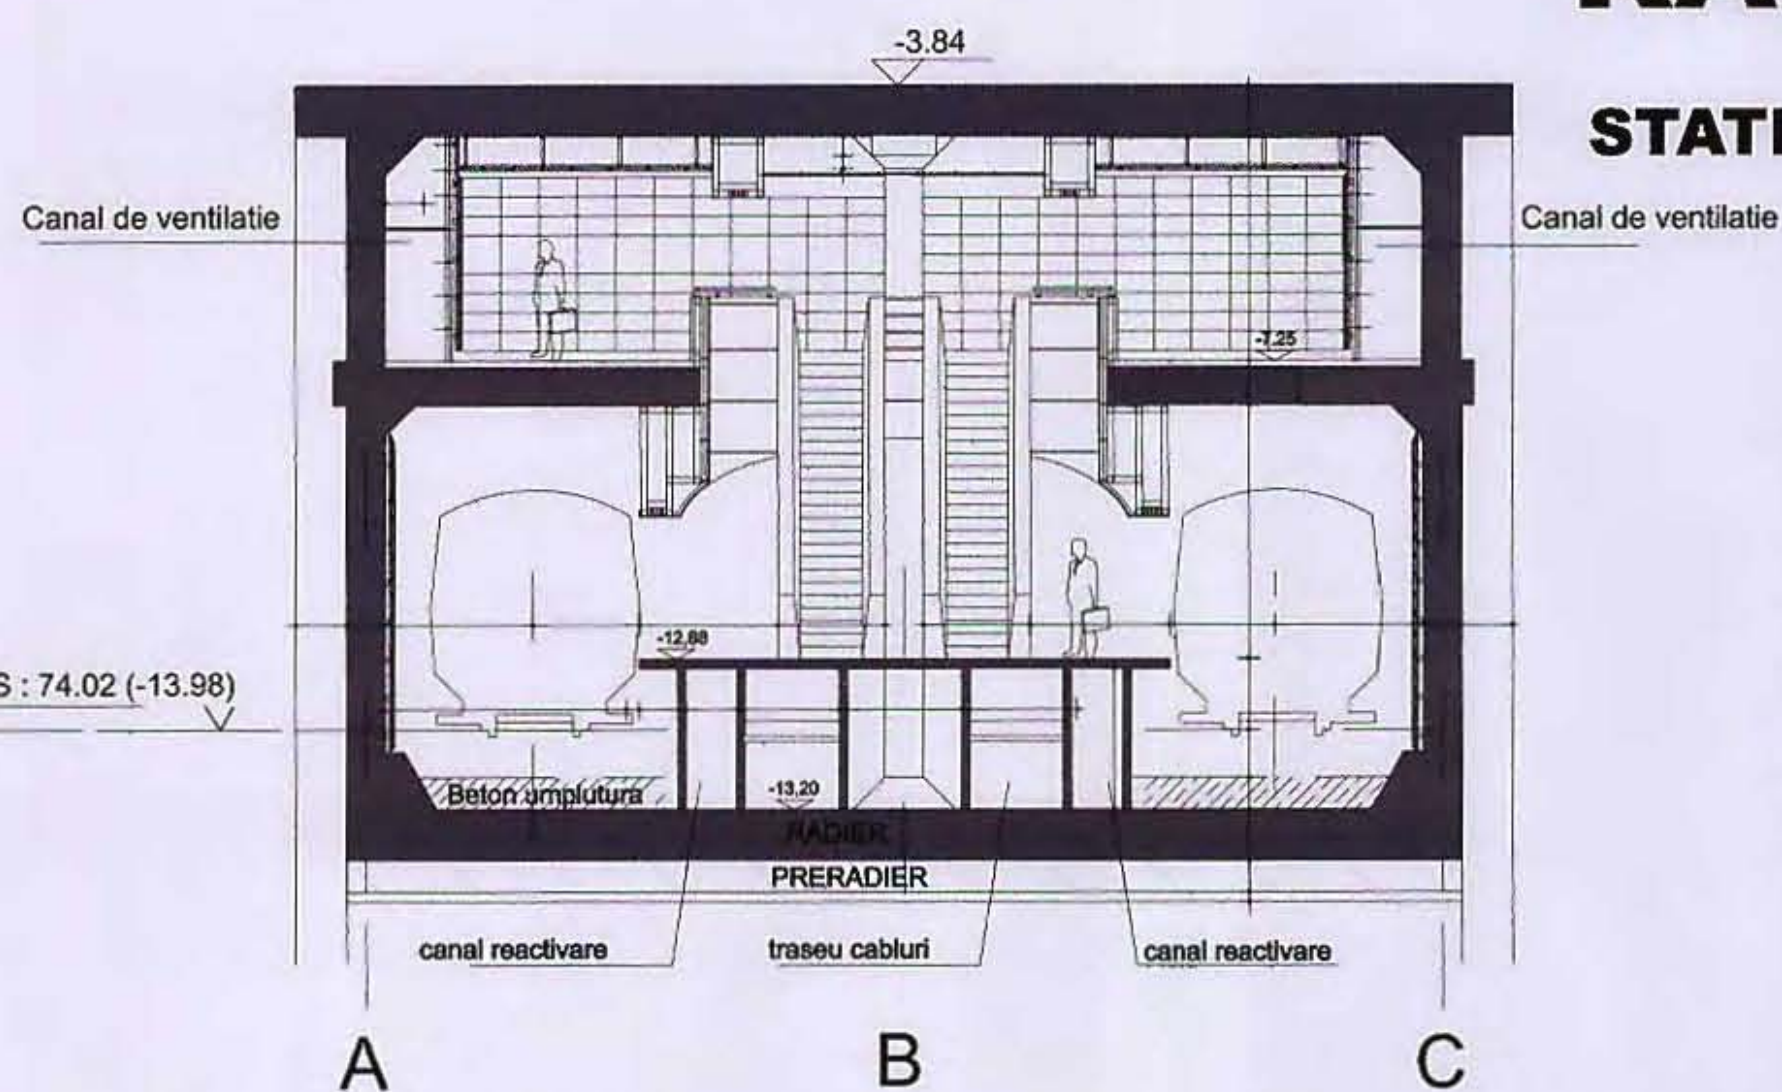 -3.84
STATI
Canal de ventilatie
Canal de ventilatie
-7.25
-12,88
S : 74.02 (-13.98)
Beton umplutura
-13,20
RADIER
PRERADIER
canal reactivare
traseu cabluri
canal reactivare
A
B
C